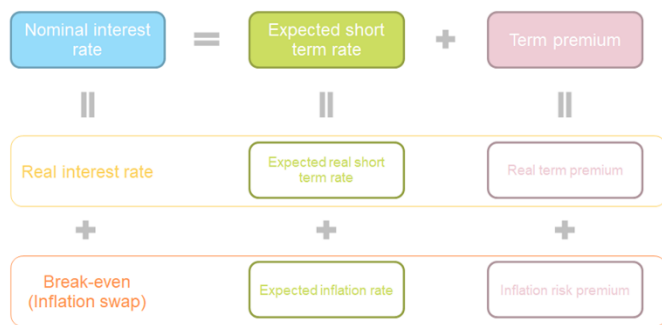 Nominal interest
rate
=
Expected short
term rate
+
Term premium
=
=
=
Real interest rate
Expected real short
term rate
Real term premium
+
+
+
Break-even
(Inflation swap)
Expected inflation rate
Inflation risk premium